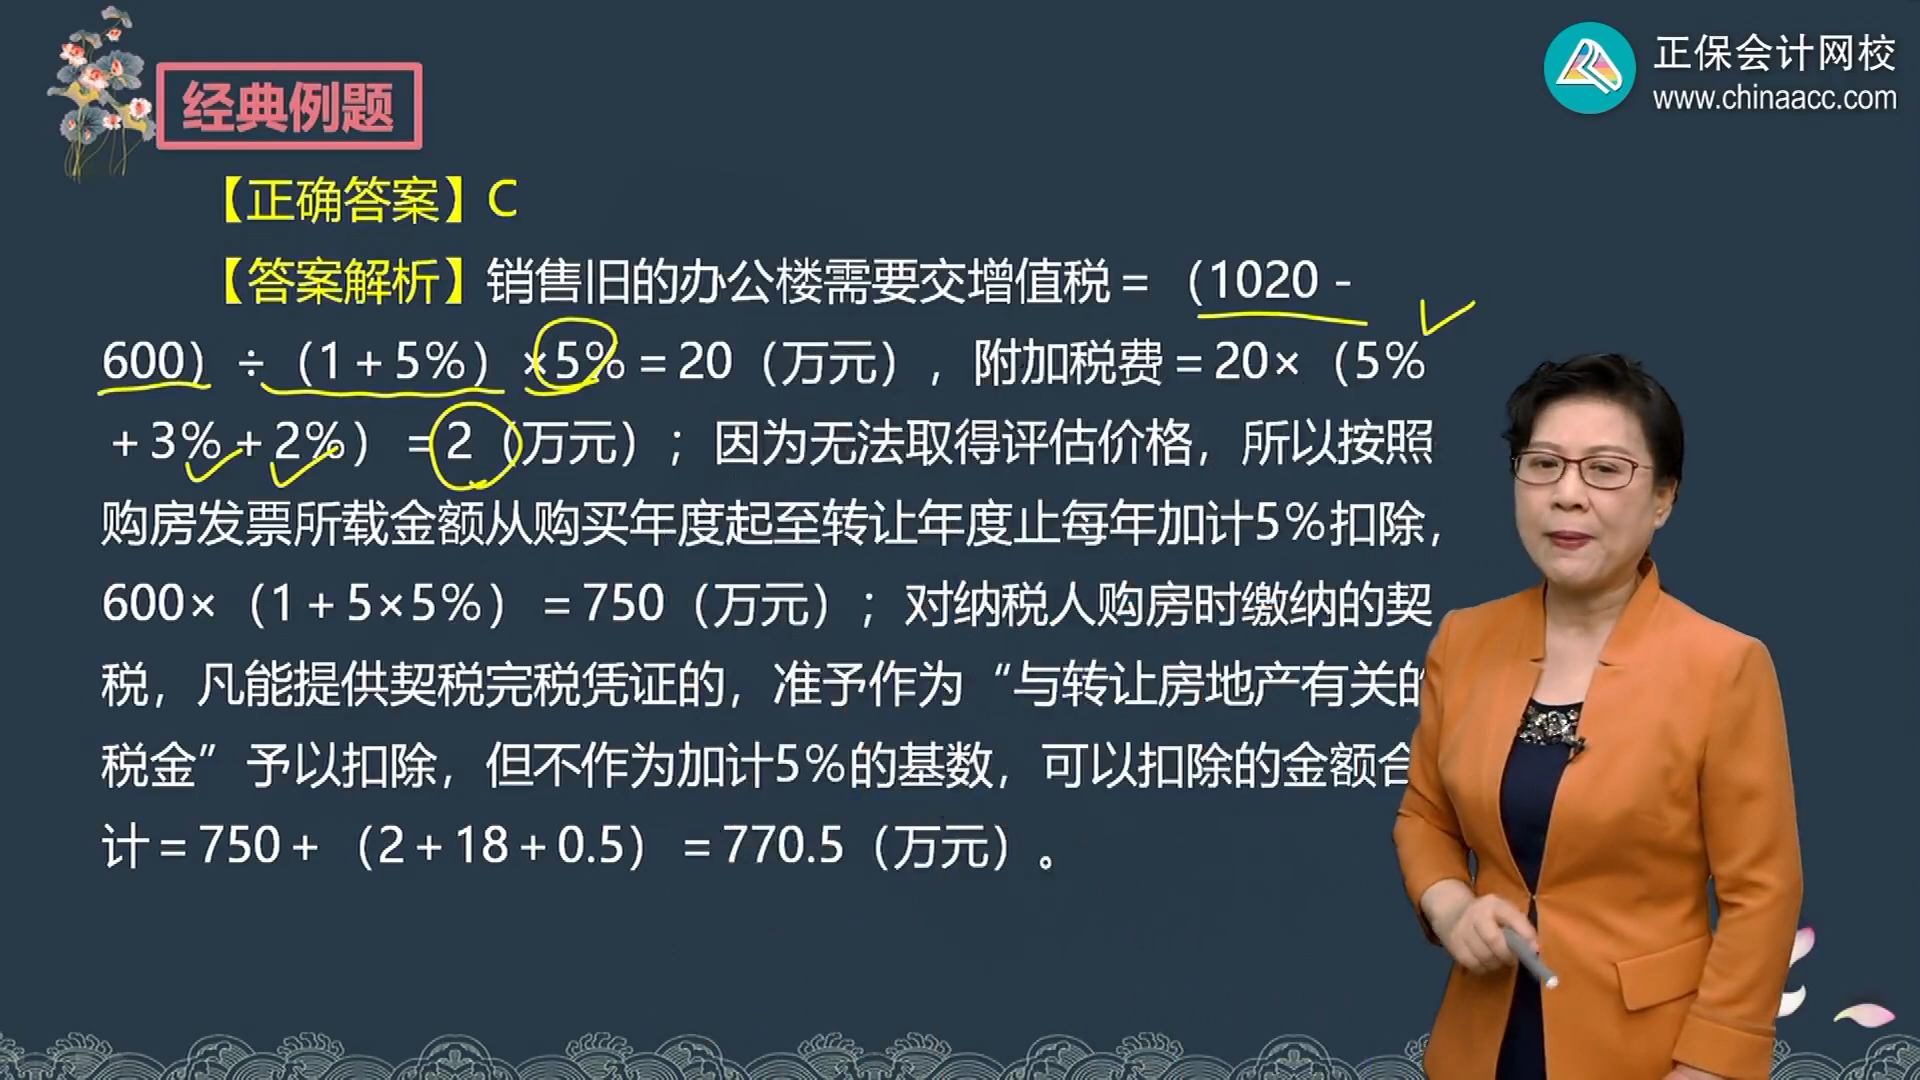 经典例题
正保会计网校
www.chinaacc.com
【正确答案】C
【答案解析】销售旧的办公楼需要交增值税=（1020-
600）÷（1+5%）×5%=20（万元），附加税费=20×（5%
+3%+2%）=2（万元）；因为无法取得评估价格，所以按照
购房发票所载金额从购买年度起至转让年度止每年加计5%扣除，
600×（1+5×5%）=750（万元）；对纳税人购房时缴纳的契
税，凡能提供契税完税凭证的，准予作为“与转让房地产有关的
税金”予以扣除，但不作为加计5%的基数，可以扣除的金额合
计=750+（2+18+0.5）=770.5（万元）。